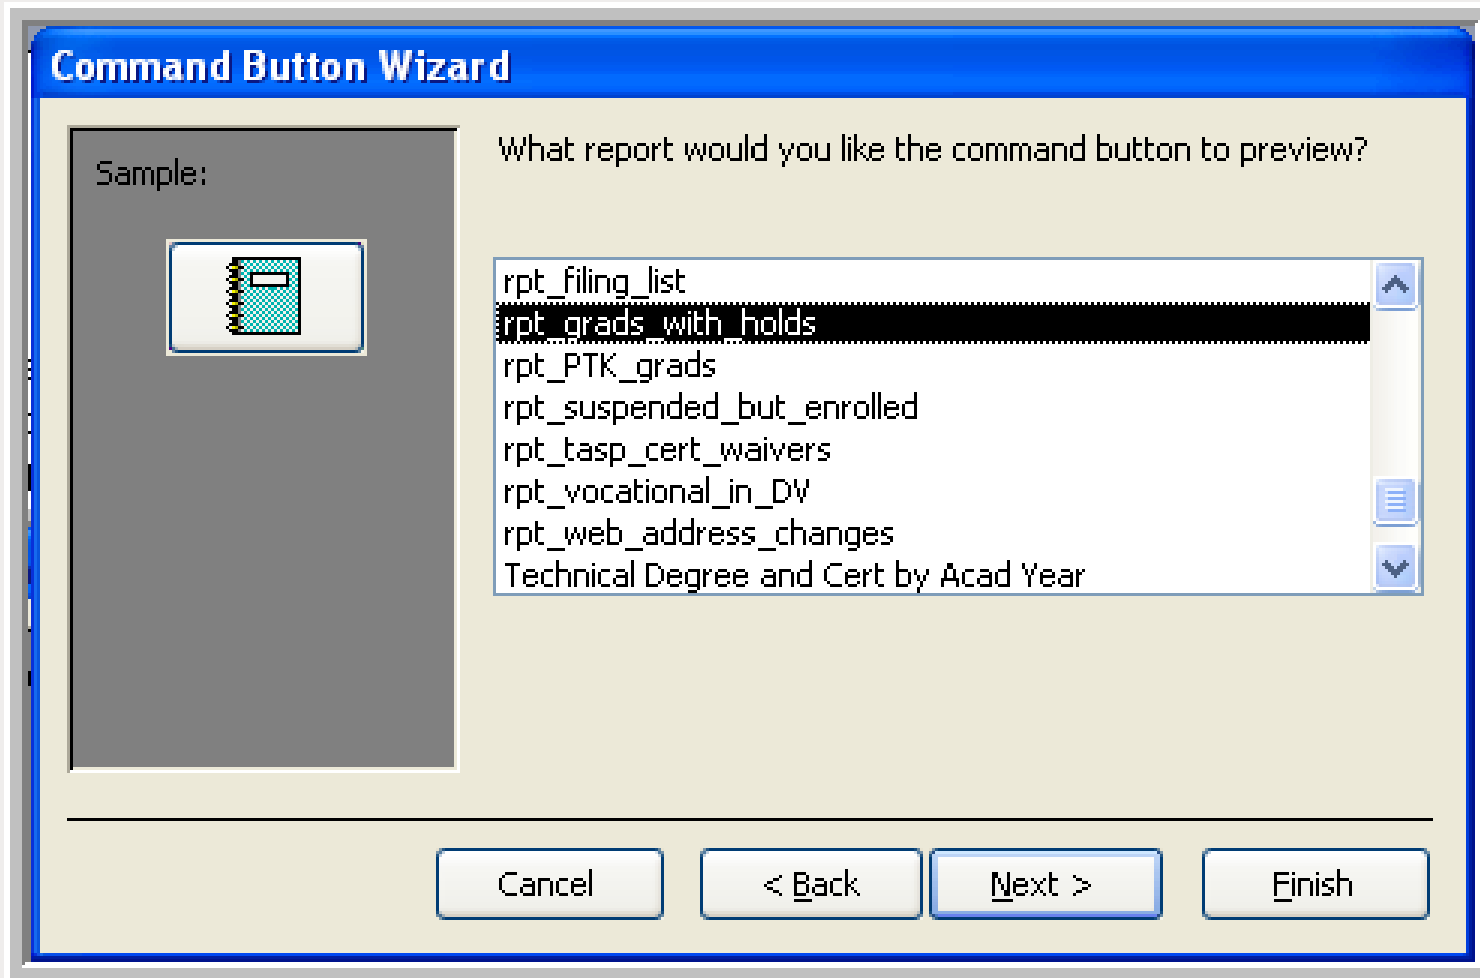 Command Button Wizard
Sample:
What report would you like the command button to preview?
rpt_filing_list
rpt_grads_with_holds
rpt_PTK_grads
rpt_suspended_but_enrolled
rpt_tasp_cert_waivers
rpt_vocational_in_DV
rpt_web_address_changes
Technical Degree and Cert by Acad Year
Cancel
< Back
Next >
Finish